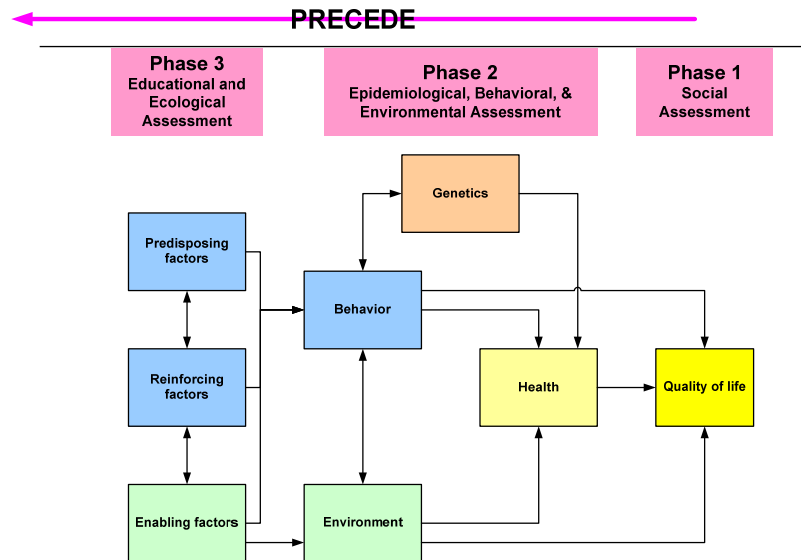 PRECEDE
Phase 3
Educational and
Ecological
Assessment
Phase 2
Epidemiological, Behavioral, &
Environmental Assessment
Phase 1
Social
Assessment
Genetics
Predisposing
factors
Behavior
Reinforcing
factors
Health
Quality of life
Enabling factors
Environment